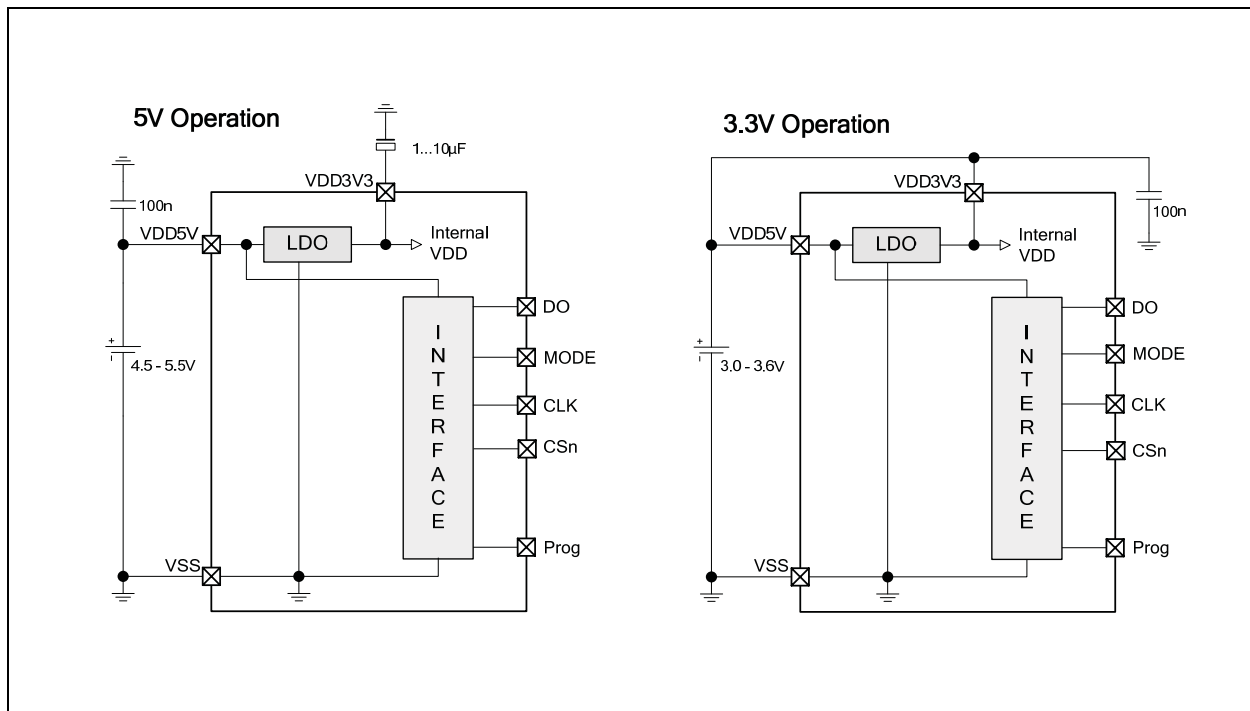 5V Operation
1...10µF
VDD3V3
100n
VDD5V
LDO
Internal
VDD
DO
+
-
4.5 - 5.5V
MODE
INTERFACE
CLK
CSn
Prog
VSS
3.3V Operation
VDD3V3
100n
VDD5V
LDO
Internal
VDD
DO
+
-
3.0 - 3.6V
MODE
INTERFACE
CLK
CSn
Prog
VSS